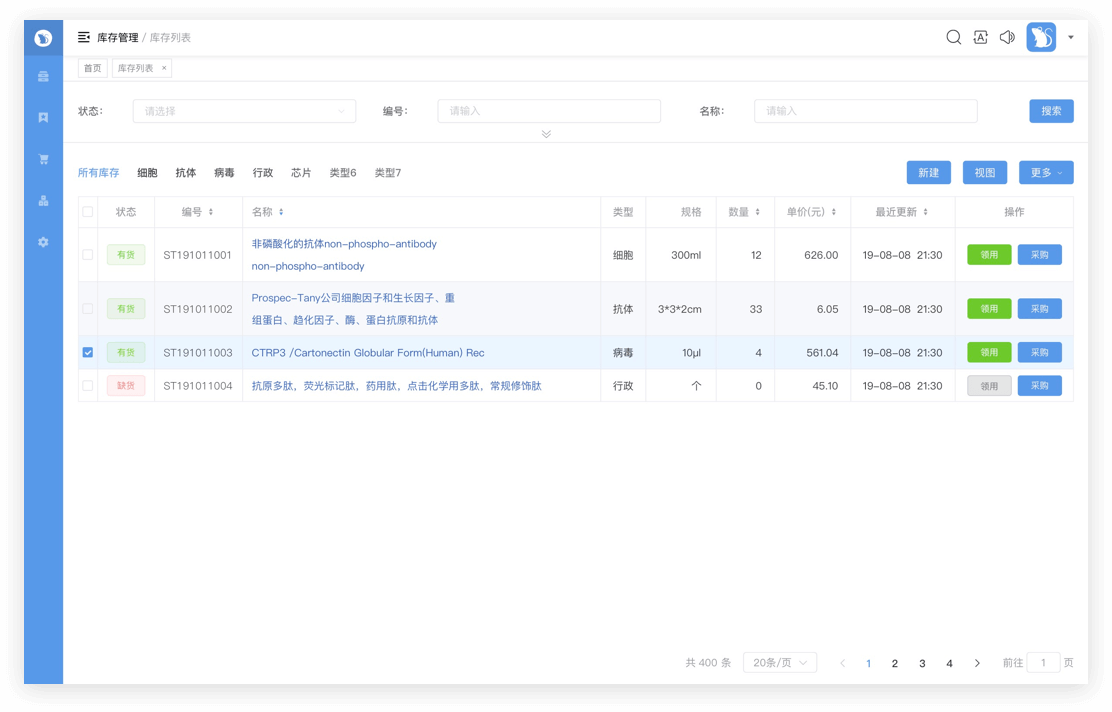 库存管理 / 库存列表
首页 库存列表 ×
状态： 请选择 编号： 请输入 名称： 请输入 搜索
所有库存 细胞 抗体 病毒 行政 芯片 类型6 类型7 新建 视图 更多
状态 编号 名称 类型 规格 数量 单价(元) 最近更新 操作
有货 ST191011001 非磷酸化的抗体non-phospho-antibody 细胞 300ml 12 626.00 19-08-08 21:30 领用 采购
non-phospho-antibody
有货 ST191011002 Prospec-Tany公司细胞因子和生长因子、重 抗体 3*3*2cm 33 6.05 19-08-08 21:30 领用 采购
组蛋白、趋化因子、酶、蛋白抗原和抗体
有货 ST191011003 CTRP3 /Cartonectin Globular Form(Human) Rec 病毒 10μl 4 561.04 19-08-08 21:30 领用 采购
缺货 ST191011004 抗原多肽，荧光标记肽，药用肽，点击化学用多肽，常规修饰肽 行政 个 0 45.10 19-08-08 21:30 领用 采购
共 400 条 20条/页 1 2 3 4 前往 1 页